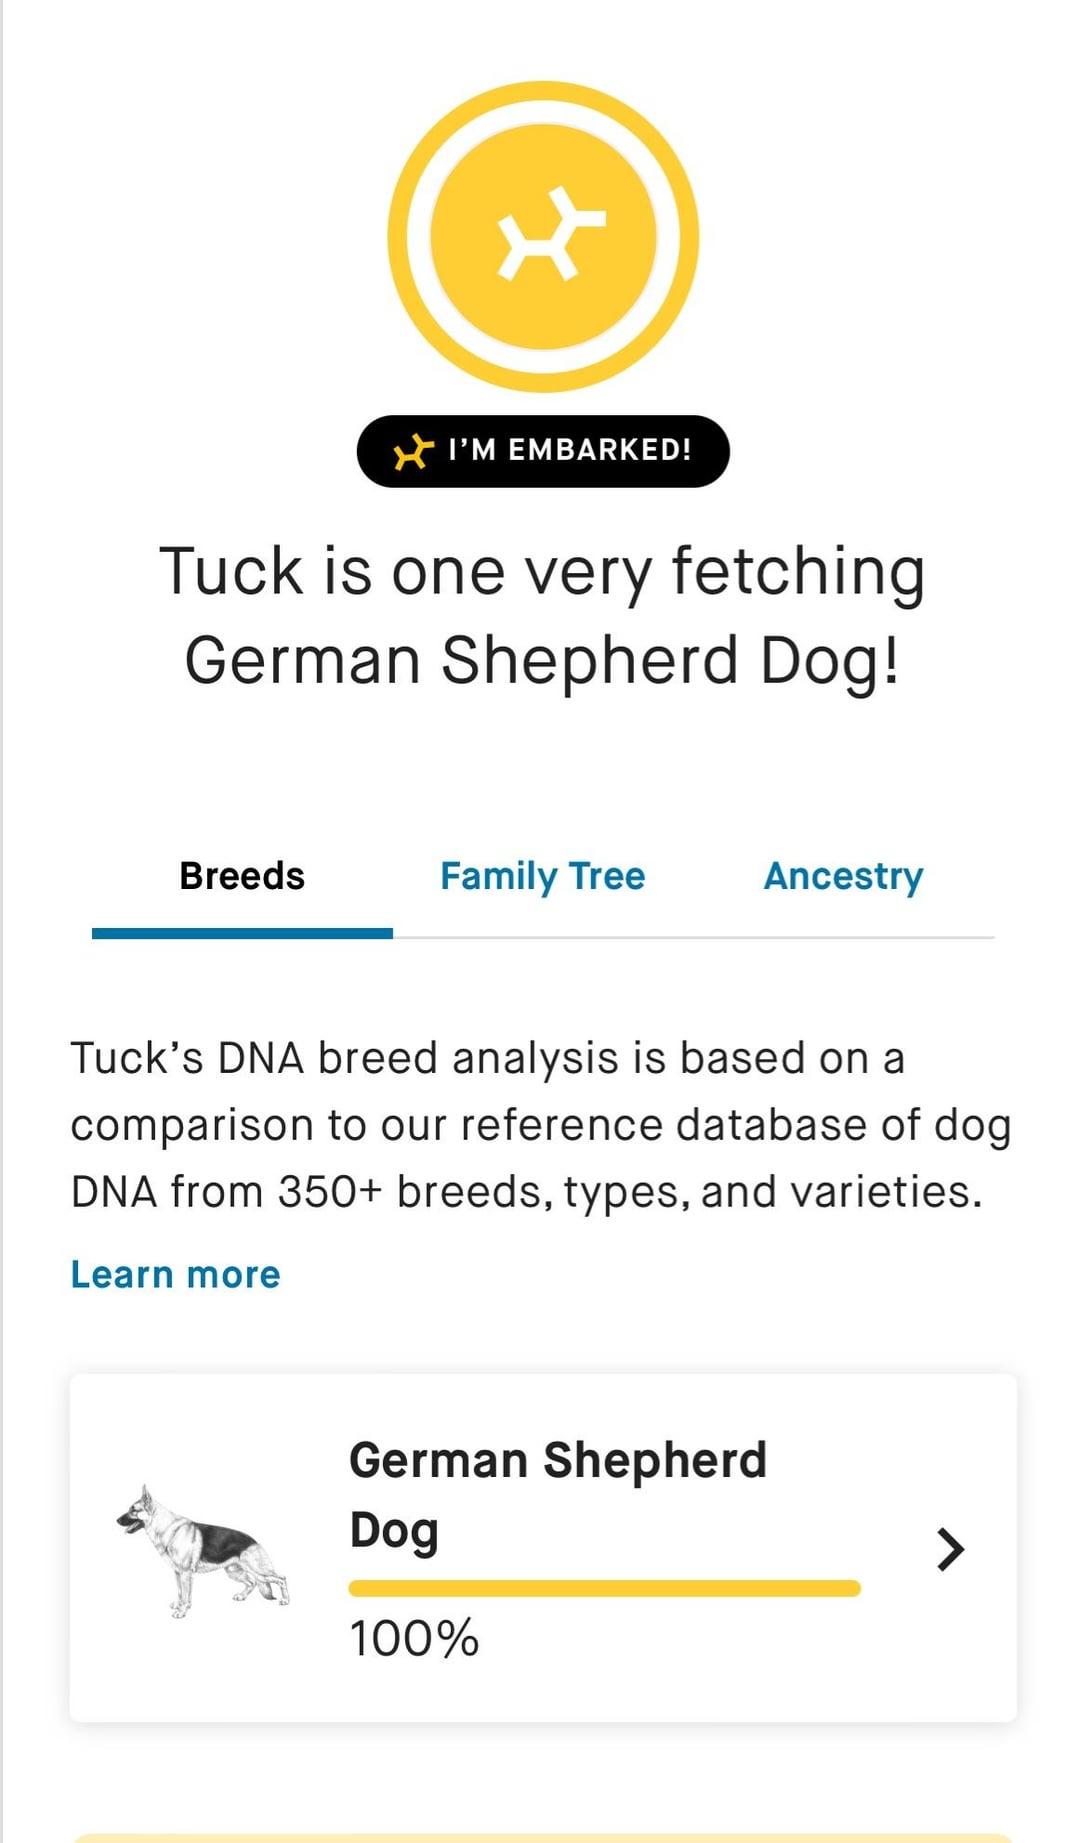 I’M EMBARKED!
Tuck is one very fetching
German Shepherd Dog!
Breeds
Family Tree
Ancestry
Tuck’s DNA breed analysis is based on a
comparison to our reference database of dog
DNA from 350+ breeds, types, and varieties.
Learn more
German Shepherd
Dog
100%